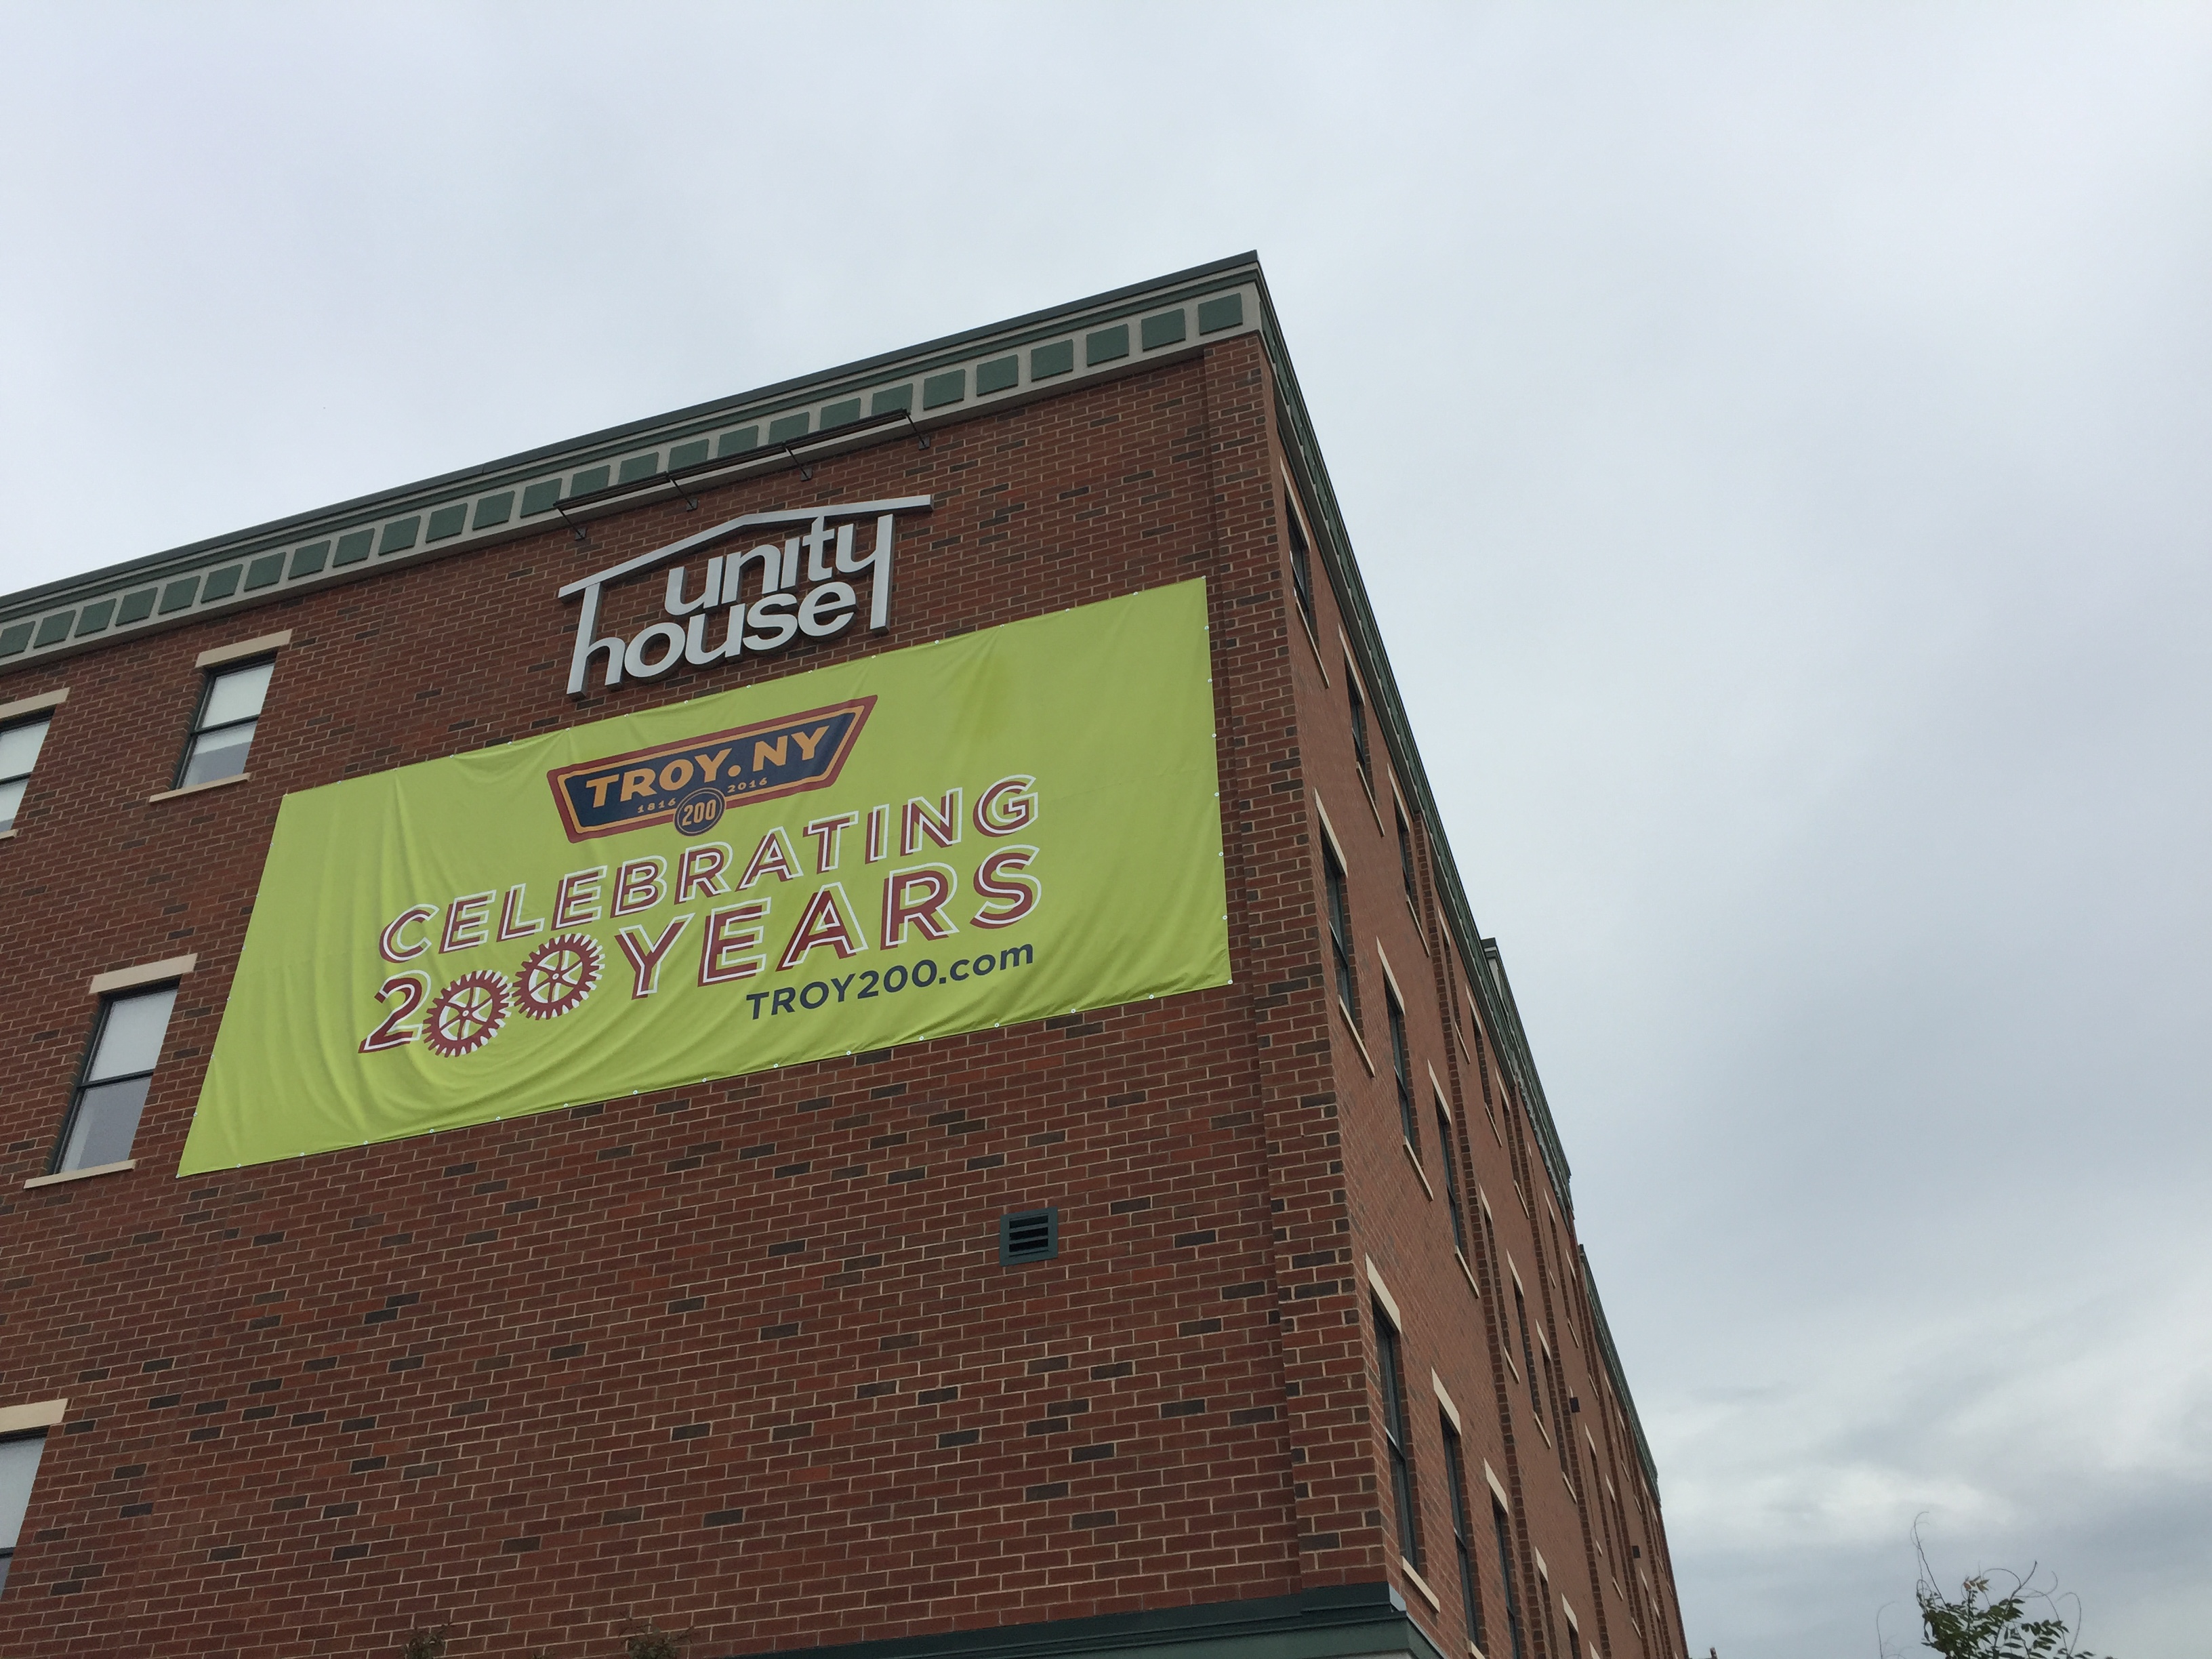 unity
house
TROY.NY
1816 2016
200
CELEBRATING
200 YEARS
TROY200.com